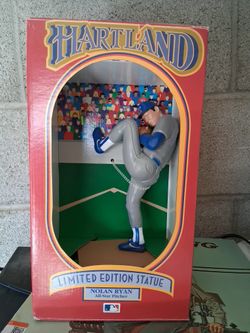 HARTLAND
LIMITED EDITION STATUE
NOLAN RYAN
All-Star Pitcher